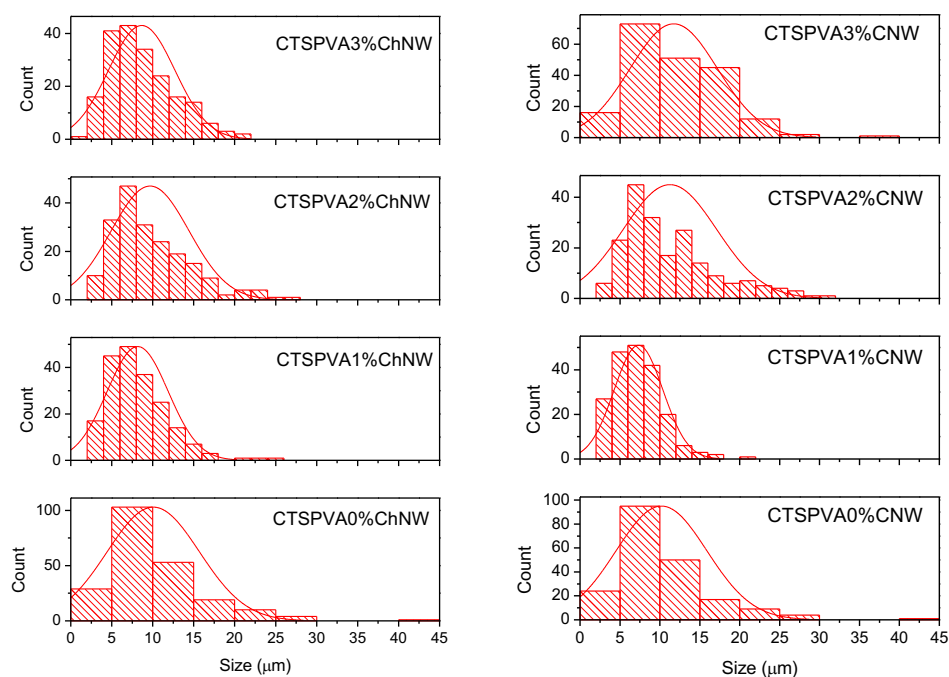 CTSPVA3%ChNW
Count
40
20
0
CTSPVA2%ChNW
Count
40
20
0
CTSPVA1%ChNW
Count
40
20
0
CTSPVA0%ChNW
Count
100
50
0
0 5 10 15 20 25 30 40 45
Size (μm)
CTSPVA3%CNW
Count
60
40
20
0
CTSPVA2%CNW
Count
40
20
0
CTSPVA1%CNW
Count
40
20
0
CTSPVA0%CNW
Count
100
80
60
40
20
0
0 5 10 15 20 25 30 35 40 45
Size (μm)